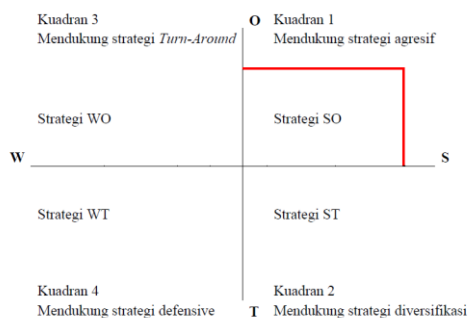 Kuadran 3
Mendukung strategi Turn-Around
O
Kuadran 1
Mendukung strategi agresif
Strategi WO
Strategi SO
W
S
Strategi WT
Strategi ST
Kuadran 4
Mendukung strategi defensive
T
Kuadran 2
Mendukung strategi diversifikasi